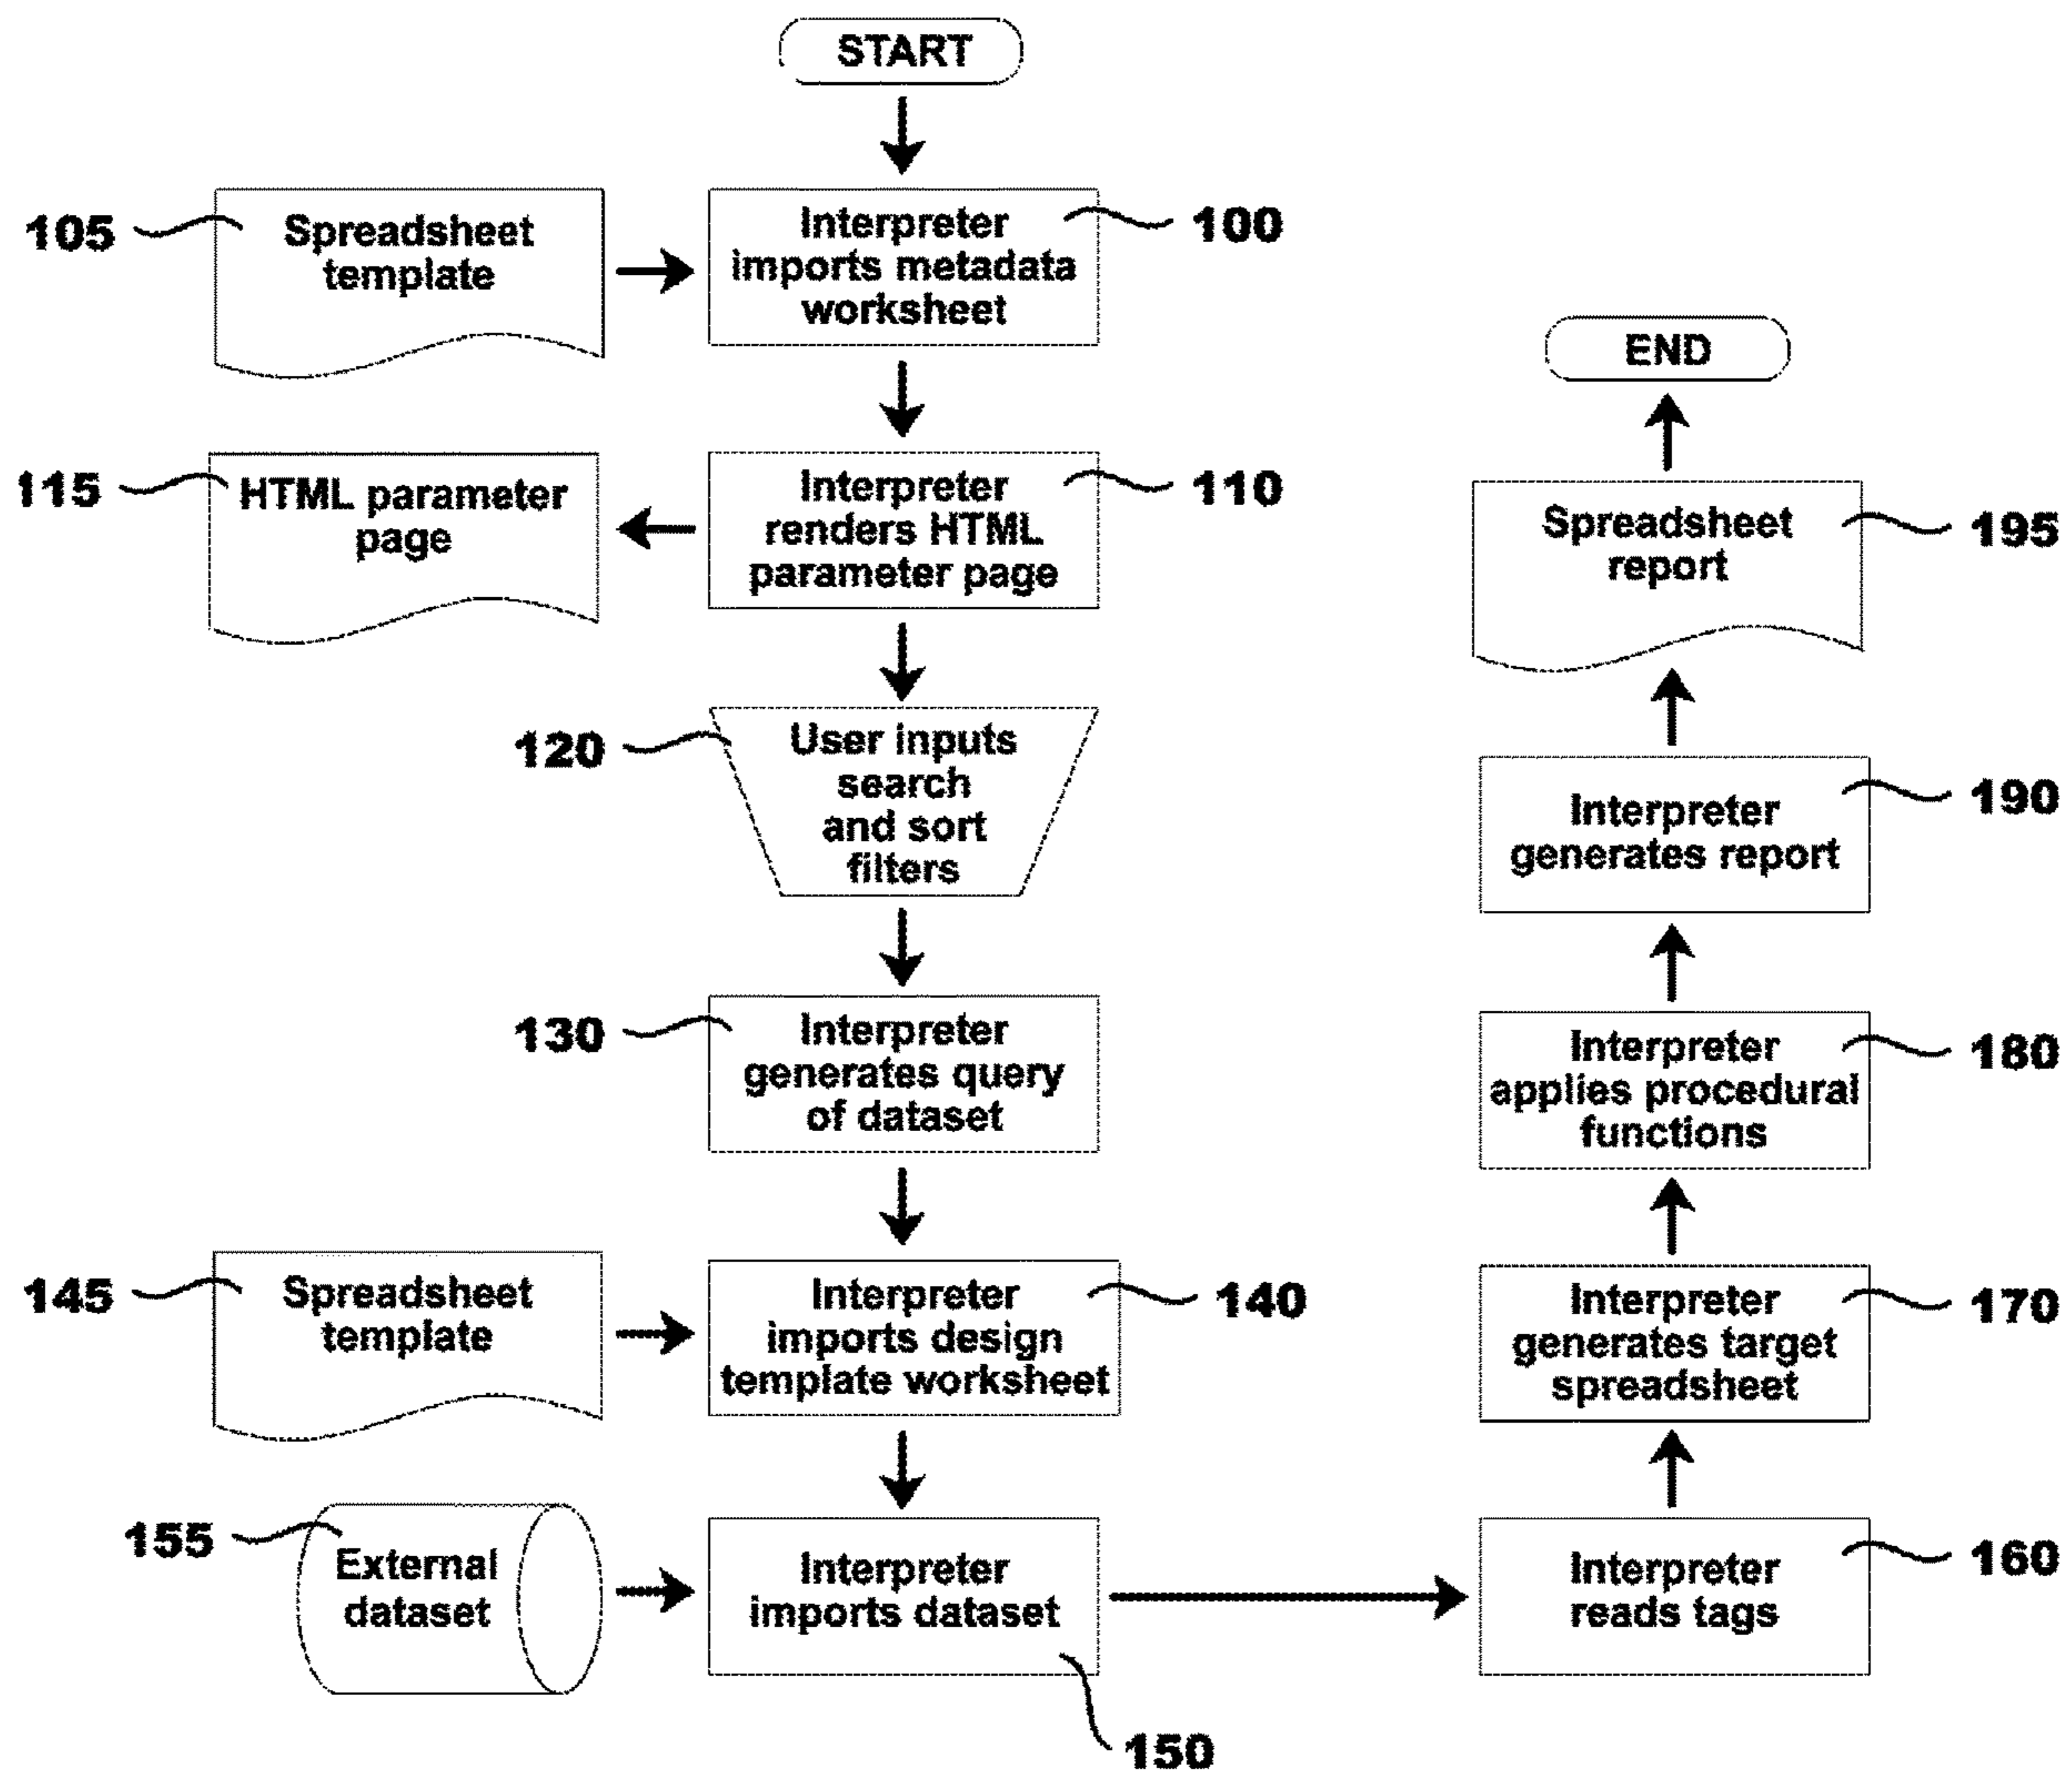 START
105
Spreadsheet
template
Interpreter
imports metadata
worksheet
100
115
HTML parameter
page
Interpreter
renders HTML
parameter page
110
120
User inputs
search
and sort
filters
130
Interpreter
generates query
of dataset
145
Spreadsheet
template
Interpreter
imports design
template worksheet
140
155
External
dataset
Interpreter
imports dataset
150
Interpreter
reads tags
160
Interpreter
generates target
spreadsheet
170
Interpreter
applies procedural
functions
180
Interpreter
generates report
190
Spreadsheet
report
195
END